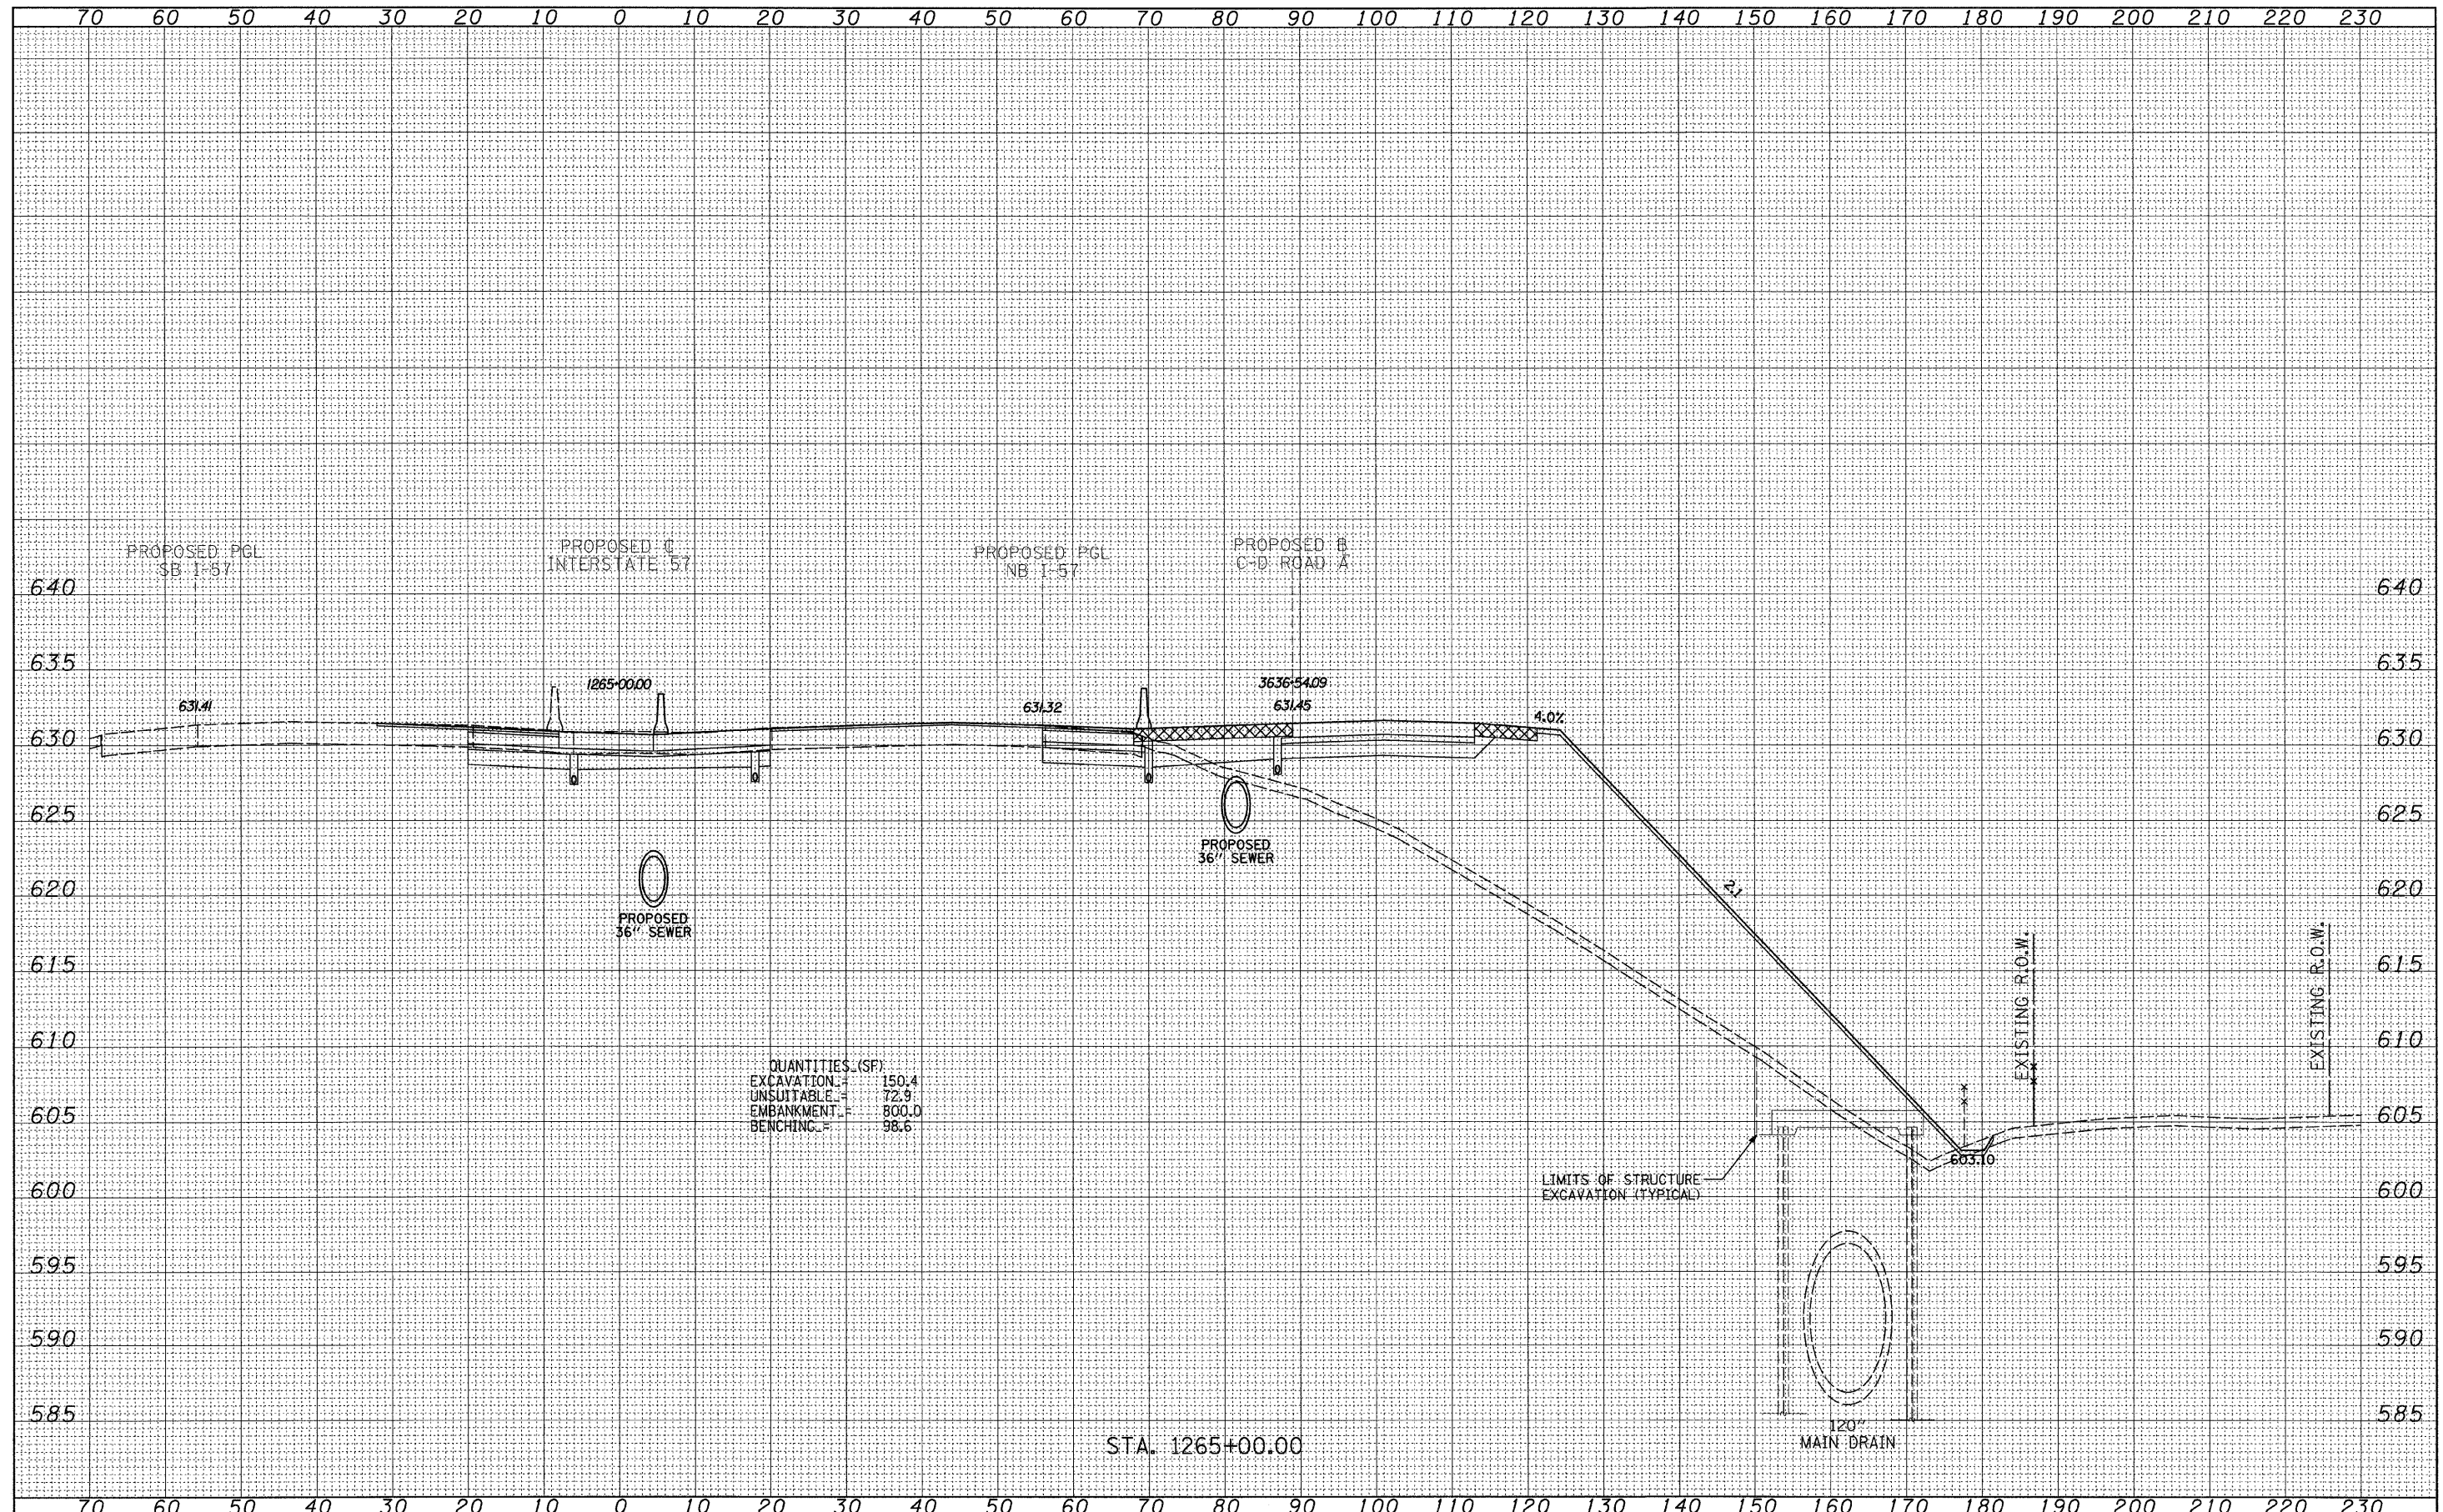 70 60 50 40 30 20 10 0 10 20 30 40 50 60 70 80 90 100 110 120 130 140 150 160 170 180 190 200 210 220 230
PROPOSED PGL
SB I-57
PROPOSED ℄
INTERSTATE 57
PROPOSED PGL
NB I-57
PROPOSED B
C-D ROAD A
640 640
635 635
1265+00.00
3636+54.09
631.41
631.32
631.45
4.0%
630 630
625 625
PROPOSED
36" SEWER
2:1
620 620
PROPOSED
36" SEWER
615 615
EXISTING R.O.W.
EXISTING R.O.W.
610 610
QUANTITIES (SF)
EXCAVATION = 150.4
UNSUITABLE = 72.9
EMBANKMENT = 800.0
BENCHING = 98.6
605 605
603.10
LIMITS OF STRUCTURE
EXCAVATION (TYPICAL)
600 600
595 595
590 590
585 585
120"
MAIN DRAIN
STA. 1265+00.00
70 60 50 40 30 20 10 0 10 20 30 40 50 60 70 80 90 100 110 120 130 140 150 160 170 180 190 200 210 220 230